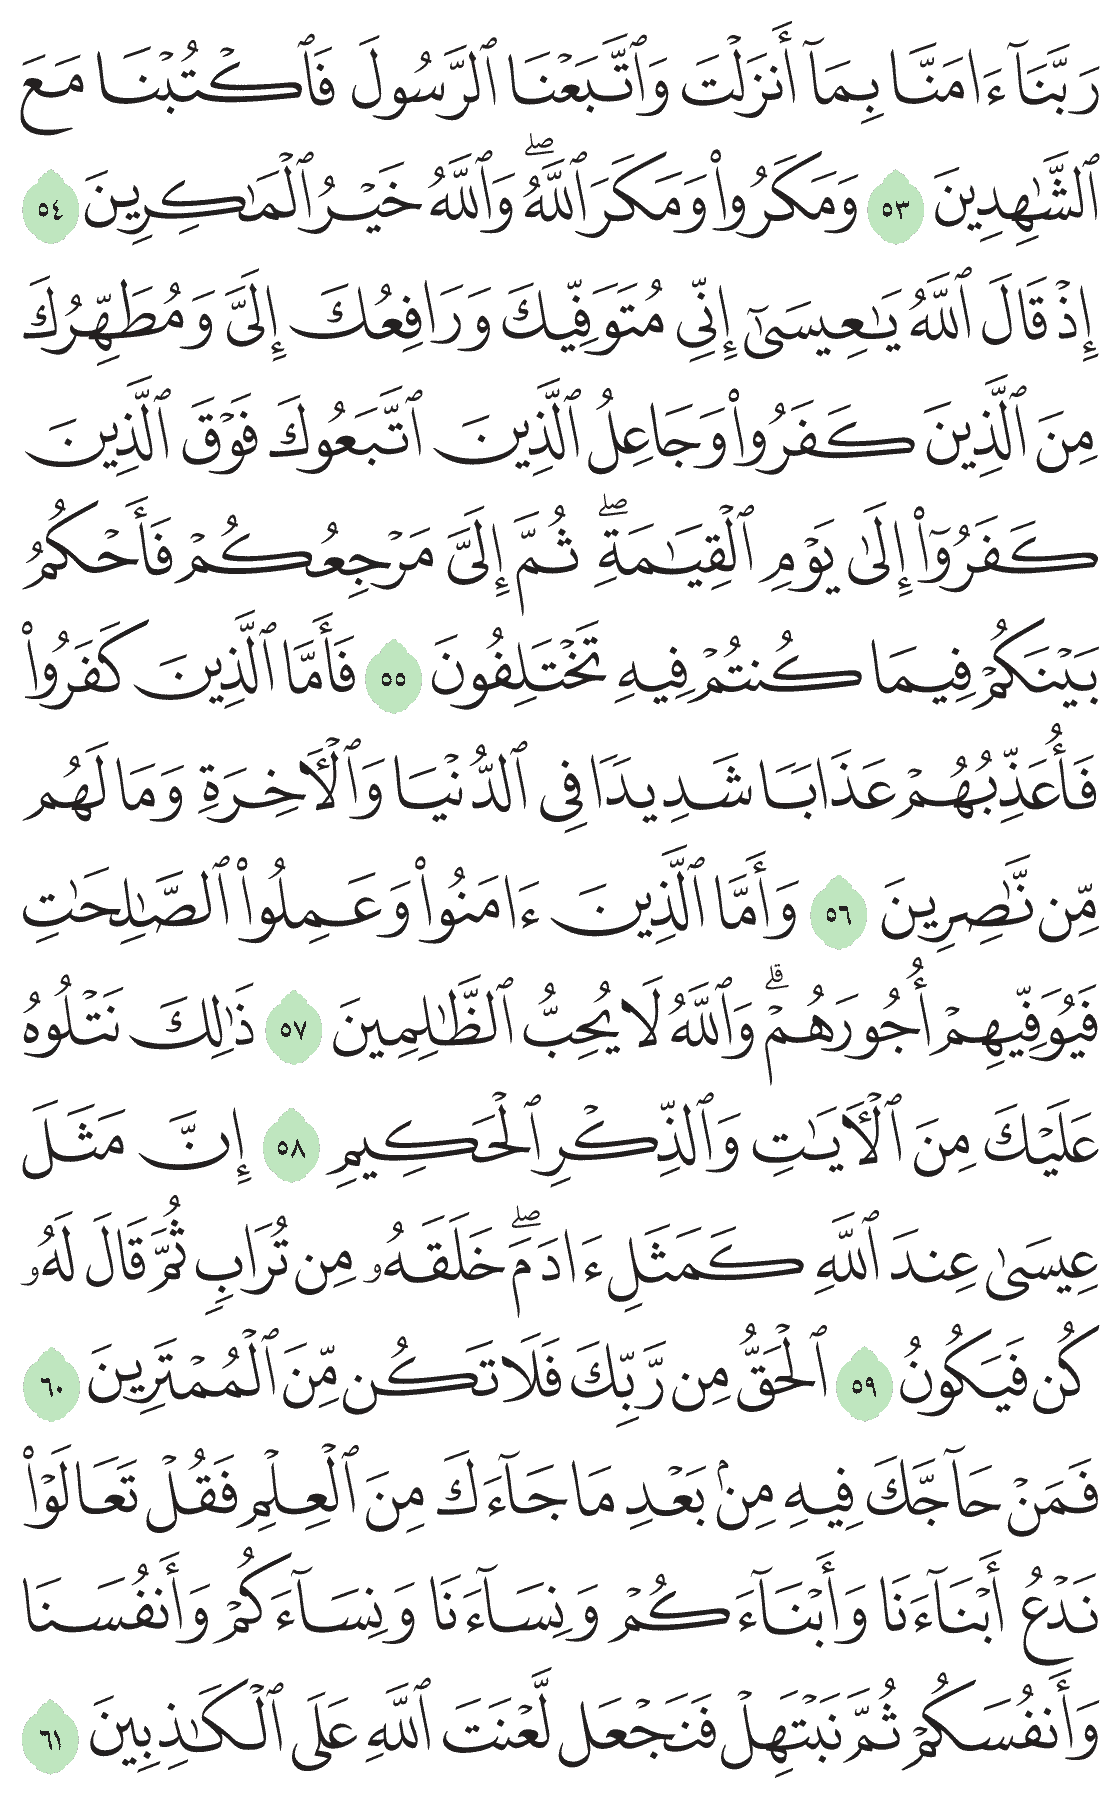 رَبَّنَآ ءَامَنَّا بِمَآ أَنزَلْتَ وَٱتَّبَعْنَا ٱلرَّسُولَ فَٱكْتُبْنَا مَعَ
ٱلشَّٰهِدِينَ ٥٣ وَمَكَرُوا۟ وَمَكَرَ ٱللَّهُ ۖ وَٱللَّهُ خَيْرُ ٱلْمَٰكِرِينَ ٥٤
إِذْ قَالَ ٱللَّهُ يَٰعِيسَىٰٓ إِنِّى مُتَوَفِّيكَ وَرَافِعُكَ إِلَىَّ وَمُطَهِّرُكَ
مِنَ ٱلَّذِينَ كَفَرُوا۟ وَجَاعِلُ ٱلَّذِينَ ٱتَّبَعُوكَ فَوْقَ ٱلَّذِينَ
كَفَرُوٓا۟ إِلَىٰ يَوْمِ ٱلْقِيَٰمَةِ ۖ ثُمَّ إِلَىَّ مَرْجِعُكُمْ فَأَحْكُمُ
بَيْنَكُمْ فِيمَا كُنتُمْ فِيهِ تَخْتَلِفُونَ ٥٥ فَأَمَّا ٱلَّذِينَ كَفَرُوا۟
فَأُعَذِّبُهُمْ عَذَابًا شَدِيدًا فِى ٱلدُّنْيَا وَٱلْأَخِرَةِ وَمَا لَهُم
مِّن نَّٰصِرِينَ ٥٦ وَأَمَّا ٱلَّذِينَ ءَامَنُوا۟ وَعَمِلُوا۟ ٱلصَّٰلِحَٰتِ
فَيُوَفِّيهِمْ أُجُورَهُمْ ۗ وَٱللَّهُ لَا يُحِبُّ ٱلظَّٰلِمِينَ ٥٧ ذَٰلِكَ نَتْلُوهُ
عَلَيْكَ مِنَ ٱلْأَيَٰتِ وَٱلذِّكْرِ ٱلْحَكِيمِ ٥٨ إِنَّ مَثَلَ
عِيسَىٰ عِندَ ٱللَّهِ كَمَثَلِ ءَادَمَ ۖ خَلَقَهُۥ مِن تُرَابٍ ثُمَّ قَالَ لَهُۥ
كُن فَيَكُونُ ٥٩ ٱلْحَقُّ مِن رَّبِّكَ فَلَا تَكُن مِّنَ ٱلْمُمْتَرِينَ ٦٠
فَمَنْ حَآجَّكَ فِيهِ مِنۢ بَعْدِ مَا جَآءَكَ مِنَ ٱلْعِلْمِ فَقُلْ تَعَالَوْا۟
نَدْعُ أَبْنَآءَنَا وَأَبْنَآءَكُمْ وَنِسَآءَنَا وَنِسَآءَكُمْ وَأَنفُسَنَا
وَأَنفُسَكُمْ ثُمَّ نَبْتَهِلْ فَنَجْعَل لَّعْنَتَ ٱللَّهِ عَلَى ٱلْكَٰذِبِينَ ٦١